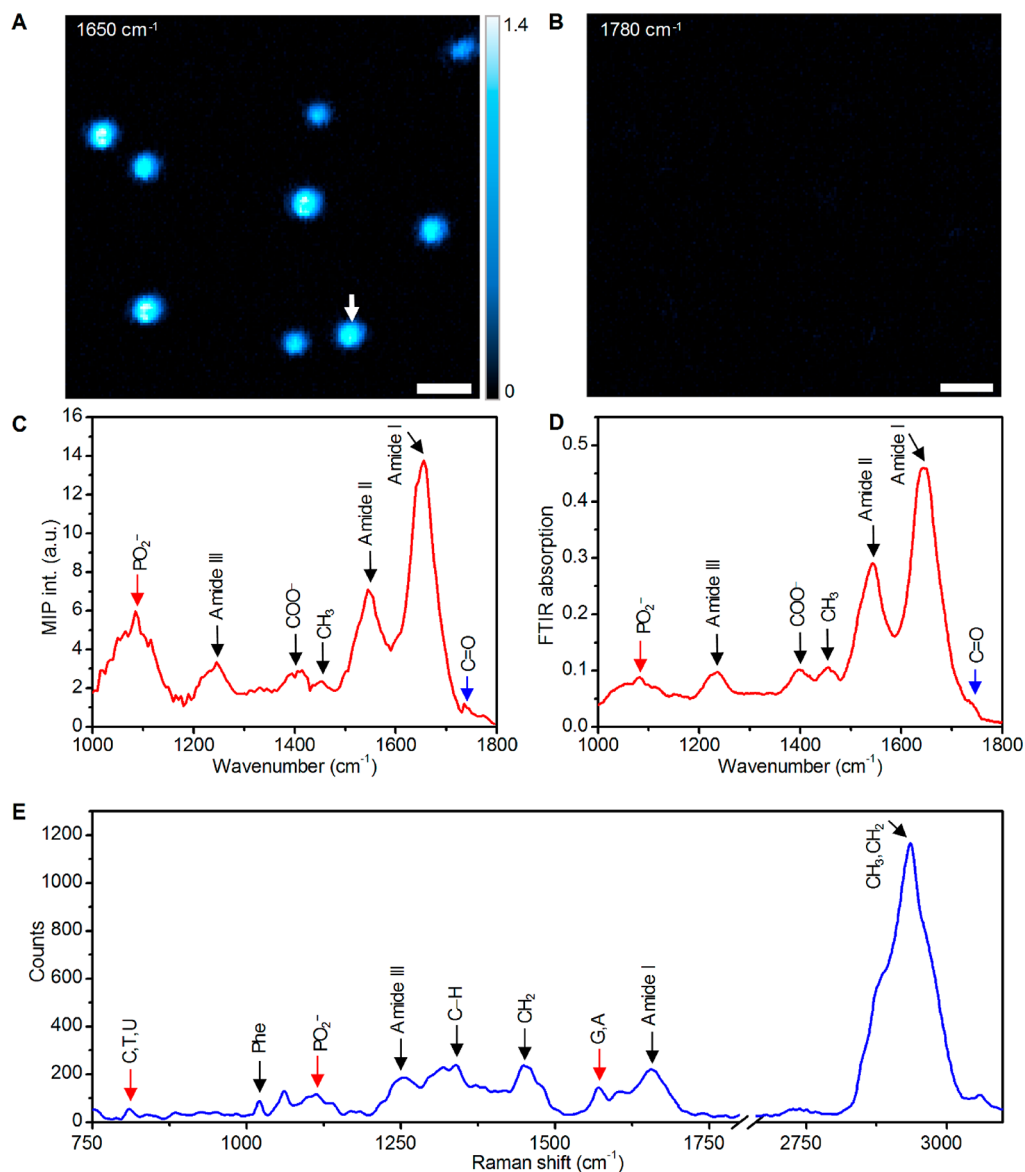 A
1650 cm⁻¹
1.4
0
B
1780 cm⁻¹
C
16
14
12
10
8
6
4
2
0
MIP int. (a.u.)
PO₂⁻
Amide III
COO⁻
CH₃
Amide II
Amide I
C=O
1000 1200 1400 1600 1800
Wavenumber (cm⁻¹)
D
0.5
0.4
0.3
0.2
0.1
0.0
FTIR absorption
PO₂⁻
Amide III
COO⁻
CH₃
Amide II
Amide I
C=O
1000 1200 1400 1600 1800
Wavenumber (cm⁻¹)
E
1200
1000
800
600
400
200
0
Counts
C,T,U
Phe
PO₂⁻
Amide III
C−H
CH₂
G,A
Amide I
CH₃,CH₂
750 1000 1250 1500 1750 2750 3000
Raman shift (cm⁻¹)